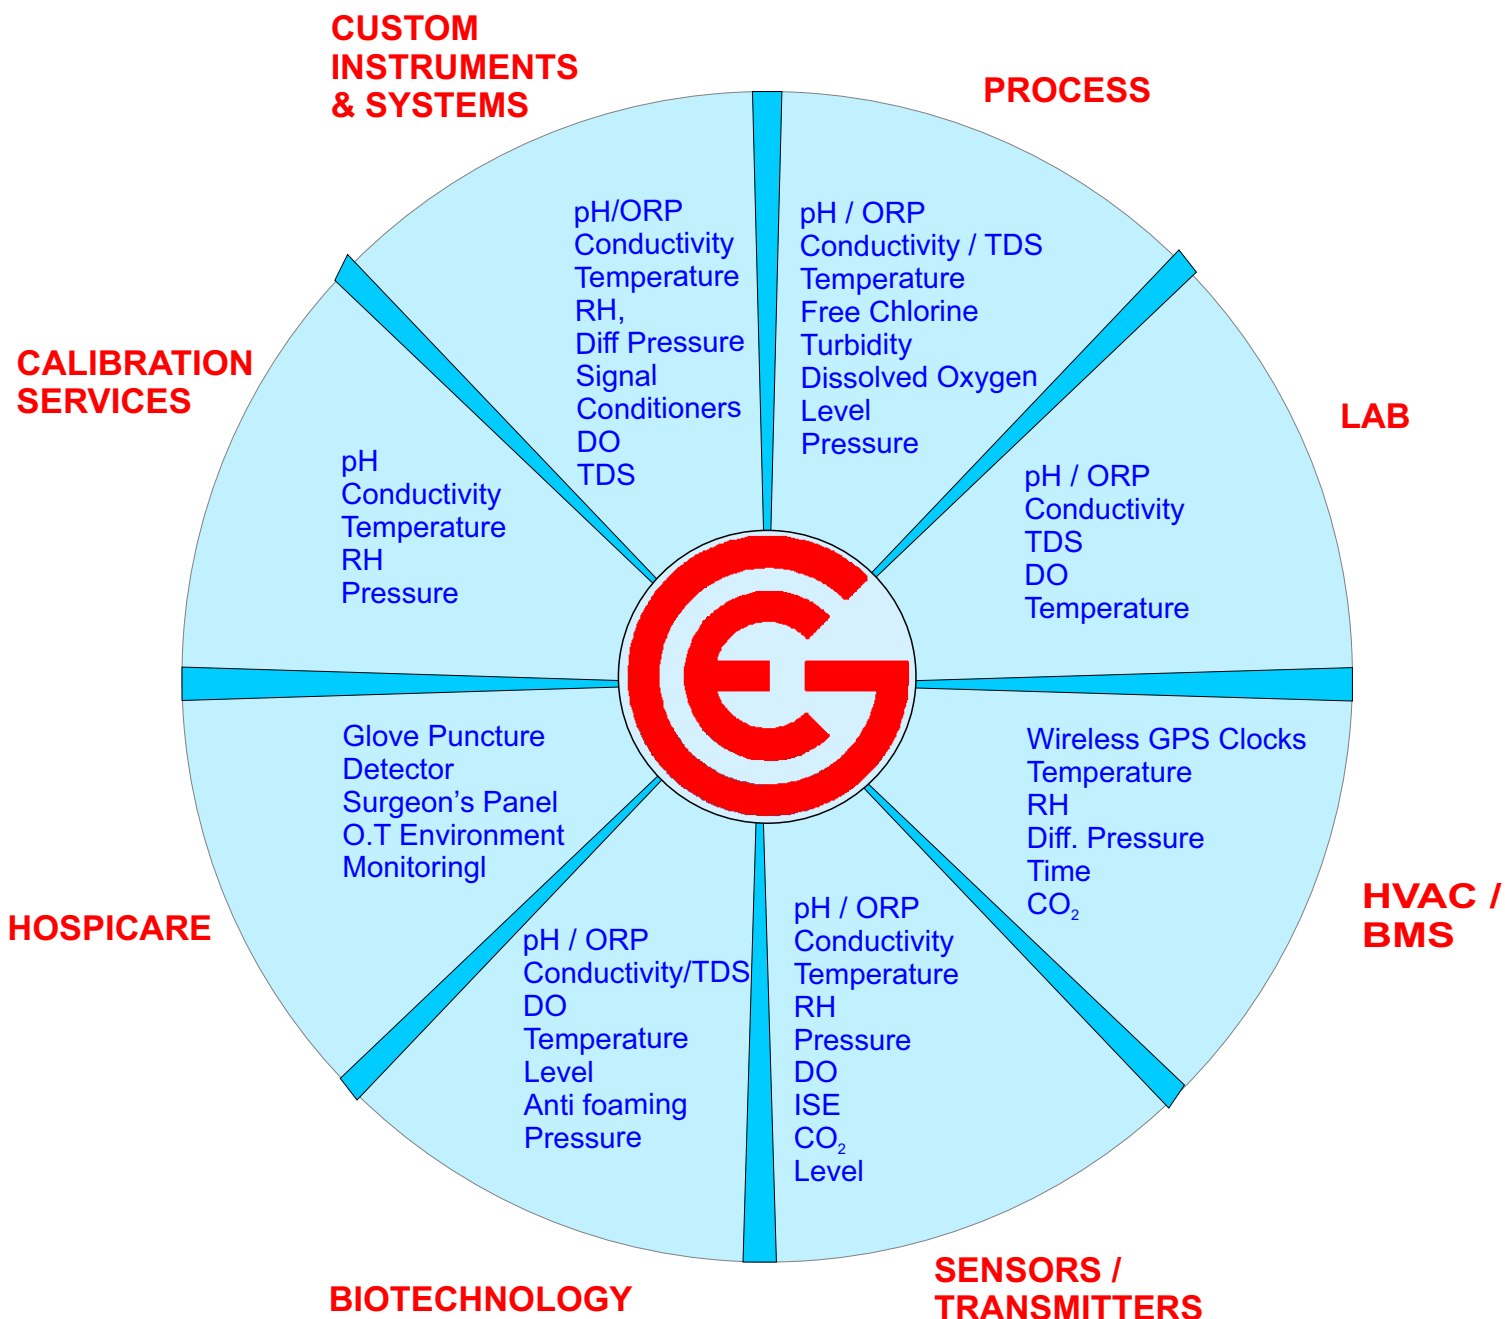 CUSTOM
INSTRUMENTS
& SYSTEMS
pH/ORP
Conductivity
Temperature
RH,
Diff Pressure
Signal
Conditioners
DO
TDS
PROCESS
pH / ORP
Conductivity / TDS
Temperature
Free Chlorine
Turbidity
Dissolved Oxygen
Level
Pressure
LAB
pH / ORP
Conductivity
TDS
DO
Temperature
HVAC /
BMS
Wireless GPS Clocks
Temperature
RH
Diff. Pressure
Time
CO₂
SENSORS /
TRANSMITTERS
pH / ORP
Conductivity
Temperature
RH
Pressure
DO
ISE
CO₂
Level
BIOTECHNOLOGY
pH / ORP
Conductivity/TDS
DO
Temperature
Level
Anti foaming
Pressure
HOSPICARE
Glove Puncture
Detector
Surgeon’s Panel
O.T Environment
Monitoringl
CALIBRATION
SERVICES
pH
Conductivity
Temperature
RH
Pressure